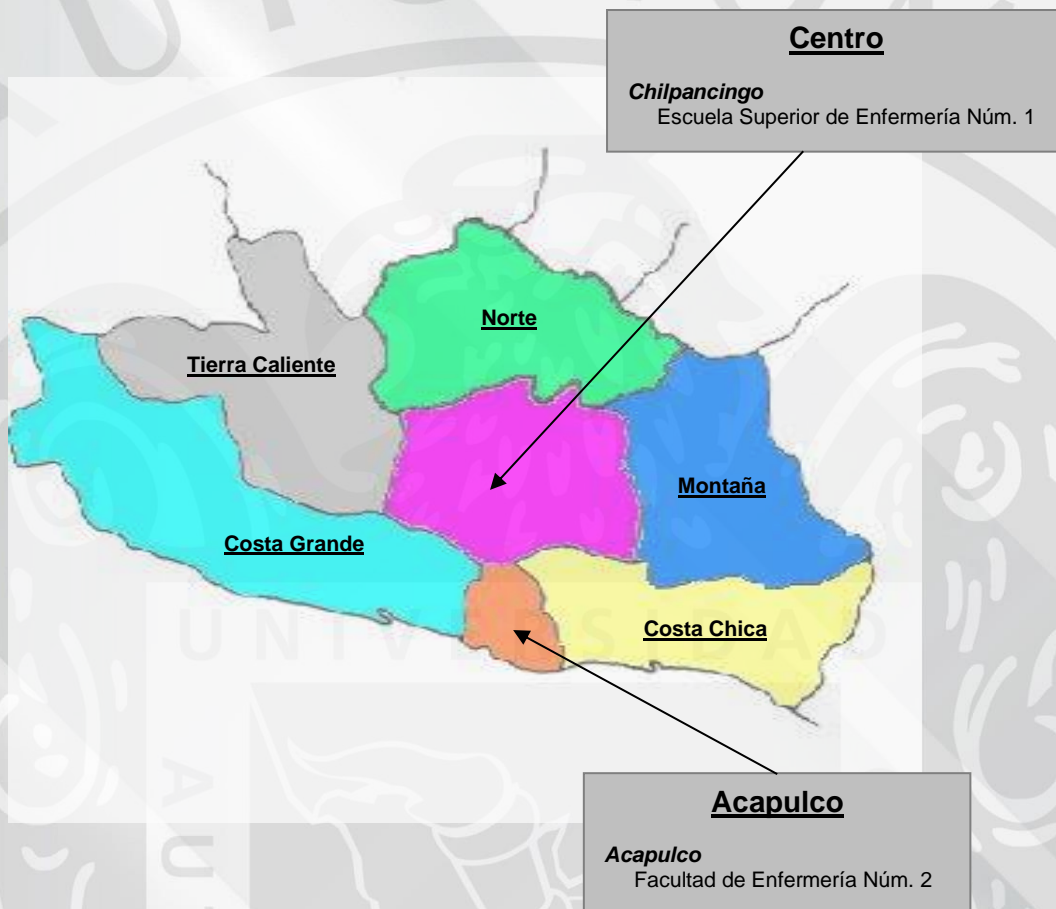 Centro
Chilpancingo
Escuela Superior de Enfermería Núm. 1
Norte
Tierra Caliente
Montaña
Costa Grande
Costa Chica
UNIVERSIDAD
Acapulco
Acapulco
Facultad de Enfermería Núm. 2